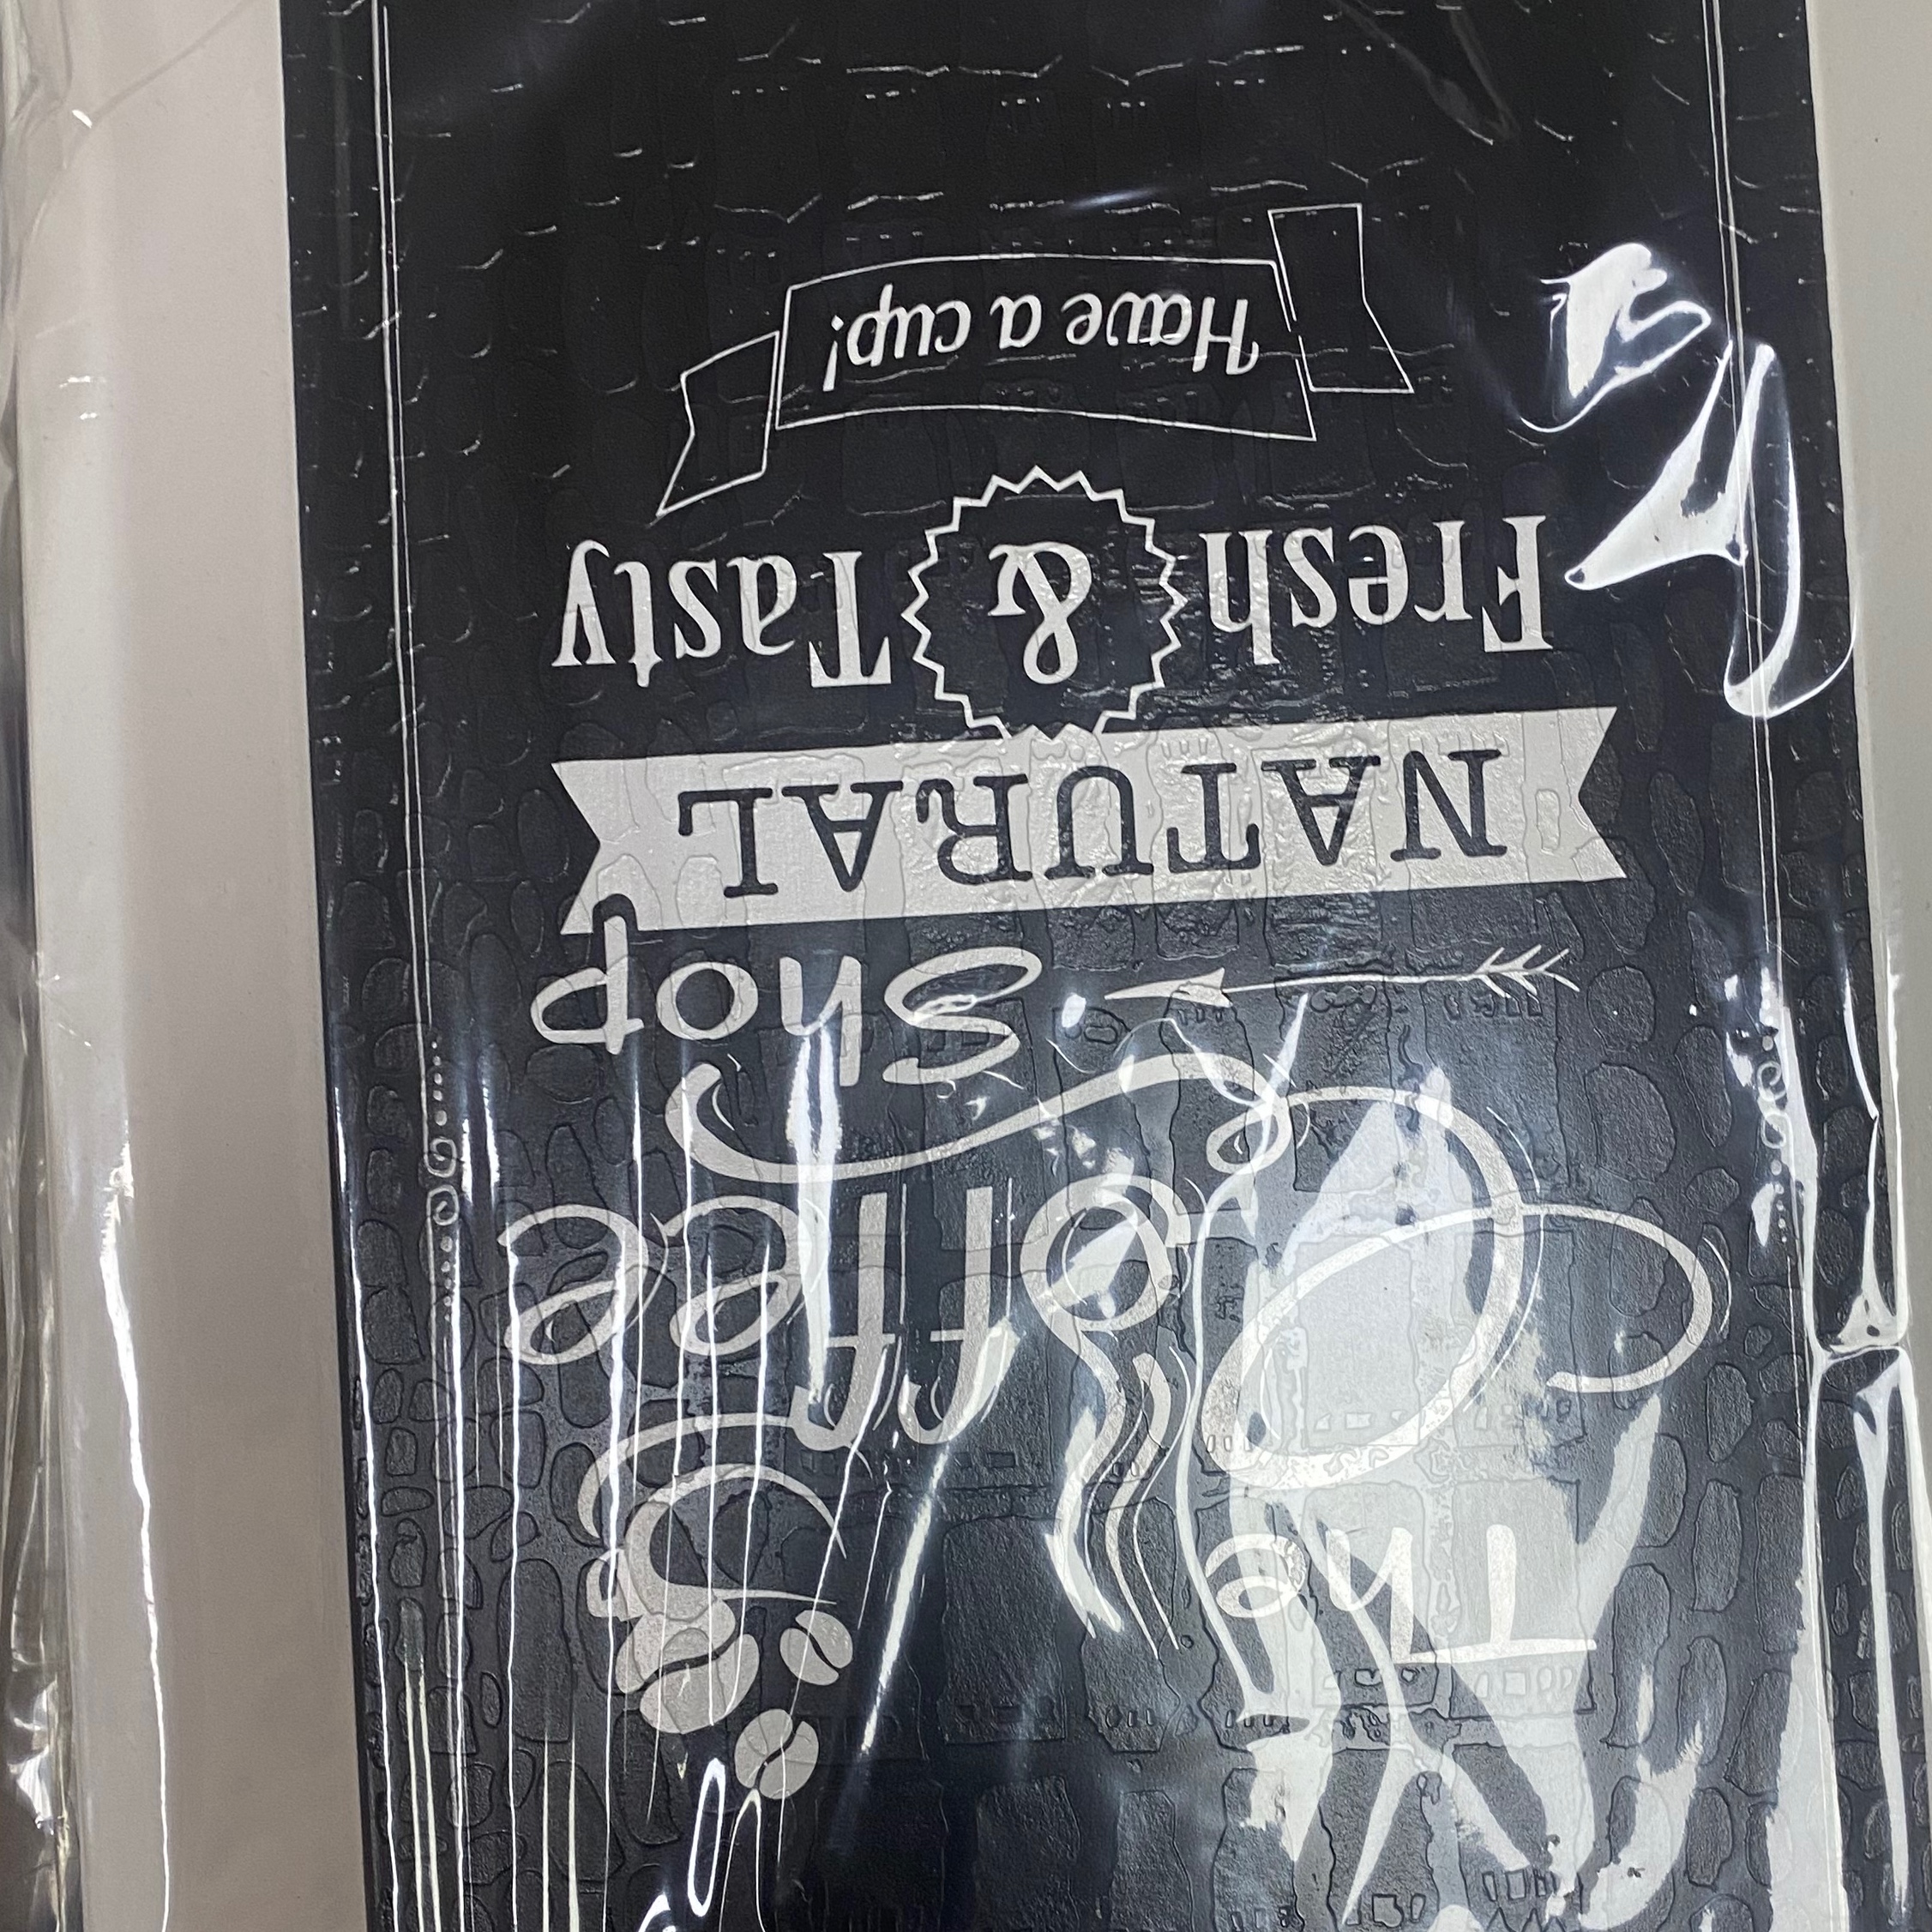 The
Coffee
Shop
NATURAL
Fresh & Tasty
Have a cup!